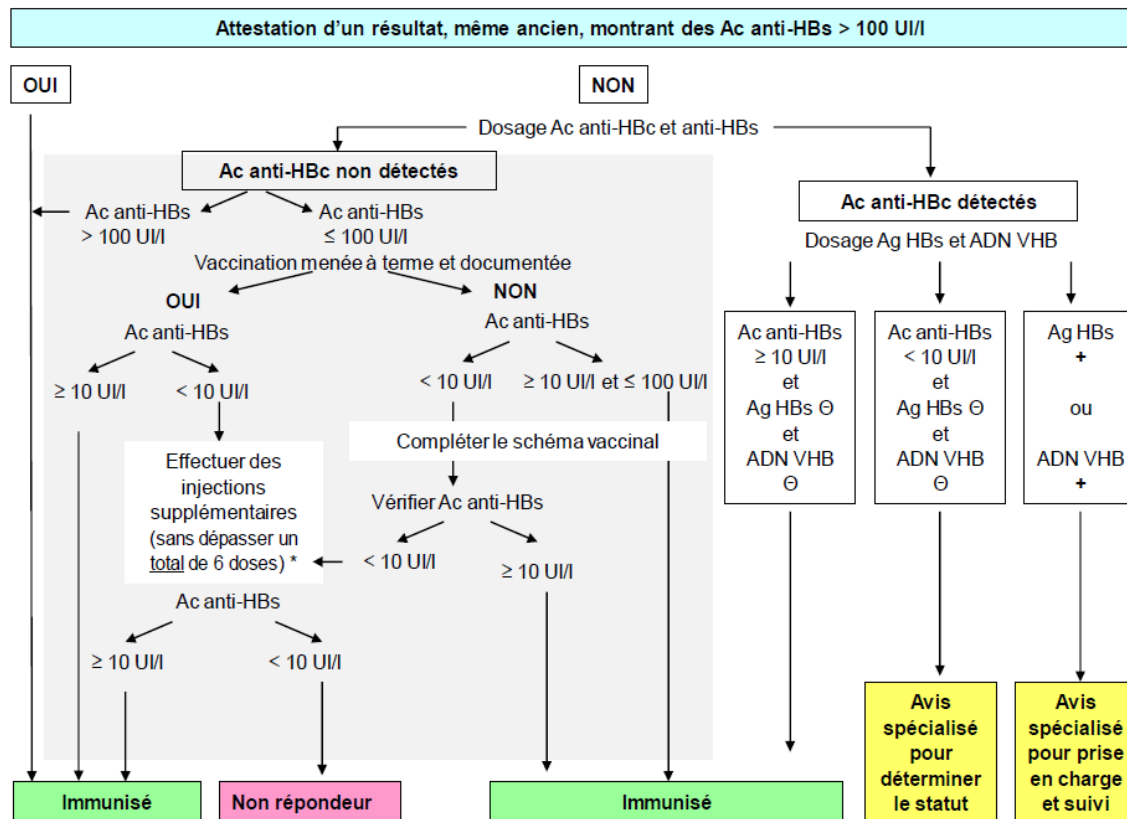 Attestation d’un résultat, même ancien, montrant des Ac anti-HBs > 100 UI/l
OUI
NON
Dosage Ac anti-HBc et anti-HBs
Ac anti-HBc non détectés
Ac anti-HBs
> 100 UI/l
Ac anti-HBs
≤ 100 UI/l
Vaccination menée à terme et documentée
OUI
Ac anti-HBs
≥ 10 UI/l
< 10 UI/l
Effectuer des
injections
supplémentaires
(sans dépasser un
total de 6 doses) *
Ac anti-HBs
≥ 10 UI/l
< 10 UI/l
NON
Ac anti-HBs
< 10 UI/l
≥ 10 UI/l et ≤ 100 UI/l
Compléter le schéma vaccinal
Vérifier Ac anti-HBs
< 10 UI/l
≥ 10 UI/l
Ac anti-HBc détectés
Dosage Ag HBs et ADN VHB
Ac anti-HBs
≥ 10 UI/l
et
Ag HBs Θ
et
ADN VHB
Θ
Ac anti-HBs
< 10 UI/l
et
Ag HBs Θ
et
ADN VHB
Θ
Ag HBs
+
ou
ADN VHB
+
Immunisé
Non répondeur
Immunisé
Avis
spécialisé
pour
déterminer
le statut
Avis
spécialisé
pour prise
en charge
et suivi